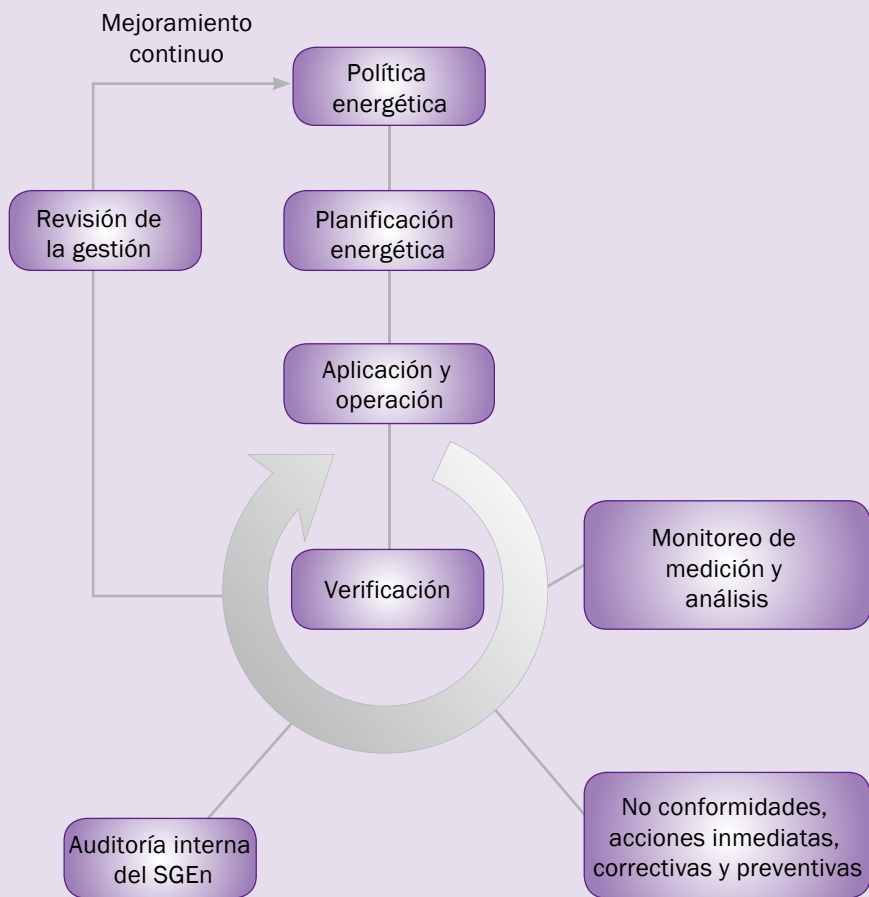 Mejoramiento
continuo
Política
energética
Revisión de
la gestión
Planificación
energética
Aplicación y
operación
Verificación
Monitoreo de
medición y
análisis
Auditoría interna
del SGEn
No conformidades,
acciones inmediatas,
correctivas y preventivas